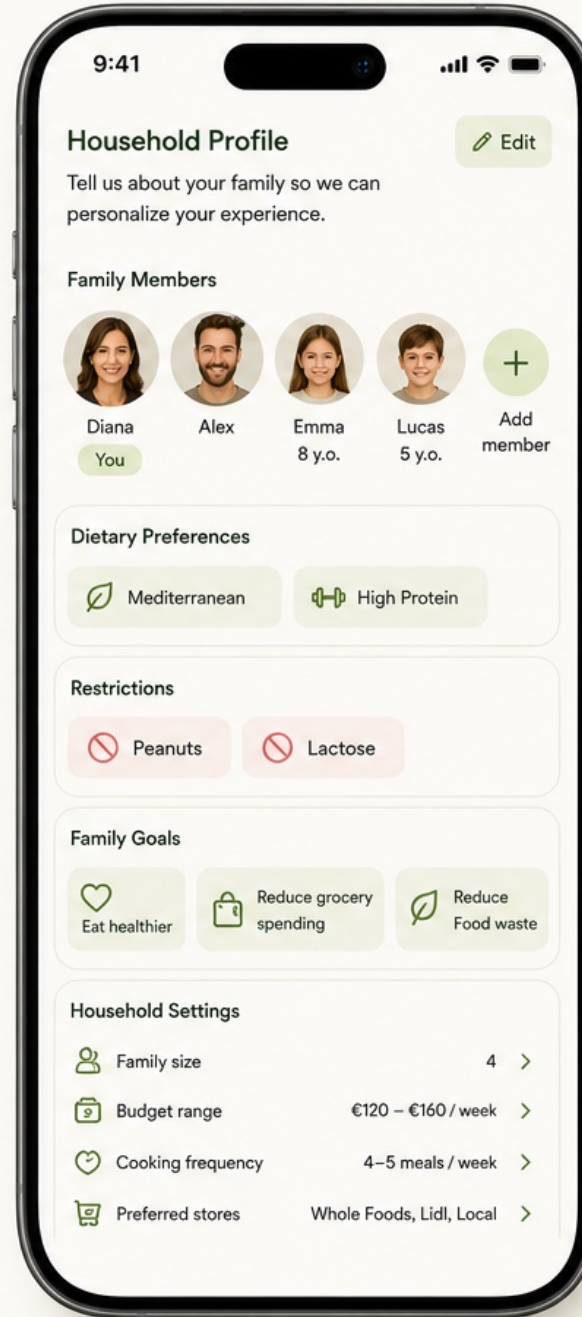 9:41
Household Profile
Edit
Tell us about your family so we can
personalize your experience.
Family Members
Diana
You
Alex
Emma
8 y.o.
Lucas
5 y.o.
Add
member
Dietary Preferences
Mediterranean
High Protein
Restrictions
Peanuts
Lactose
Family Goals
Eat healthier
Reduce grocery
spending
Reduce
Food waste
Household Settings
Family size
4
Budget range
€120 – €160 / week
Cooking frequency
4–5 meals / week
Preferred stores
Whole Foods, Lidl, Local